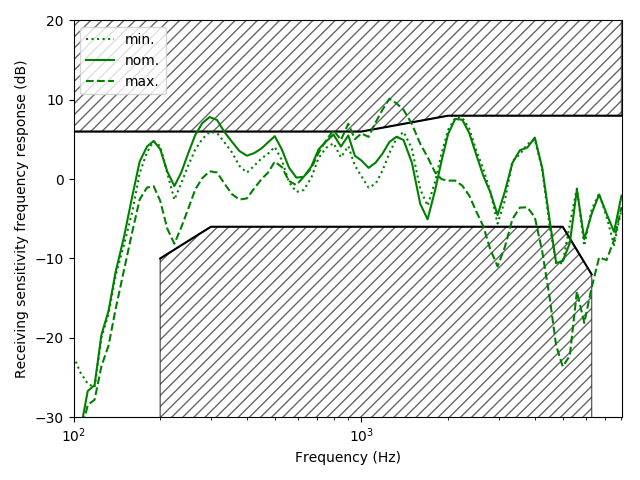 20
10
0
−10
−20
−30
Receiving sensitivity frequency response (dB)
min.
nom.
max.
10²
10³
Frequency (Hz)